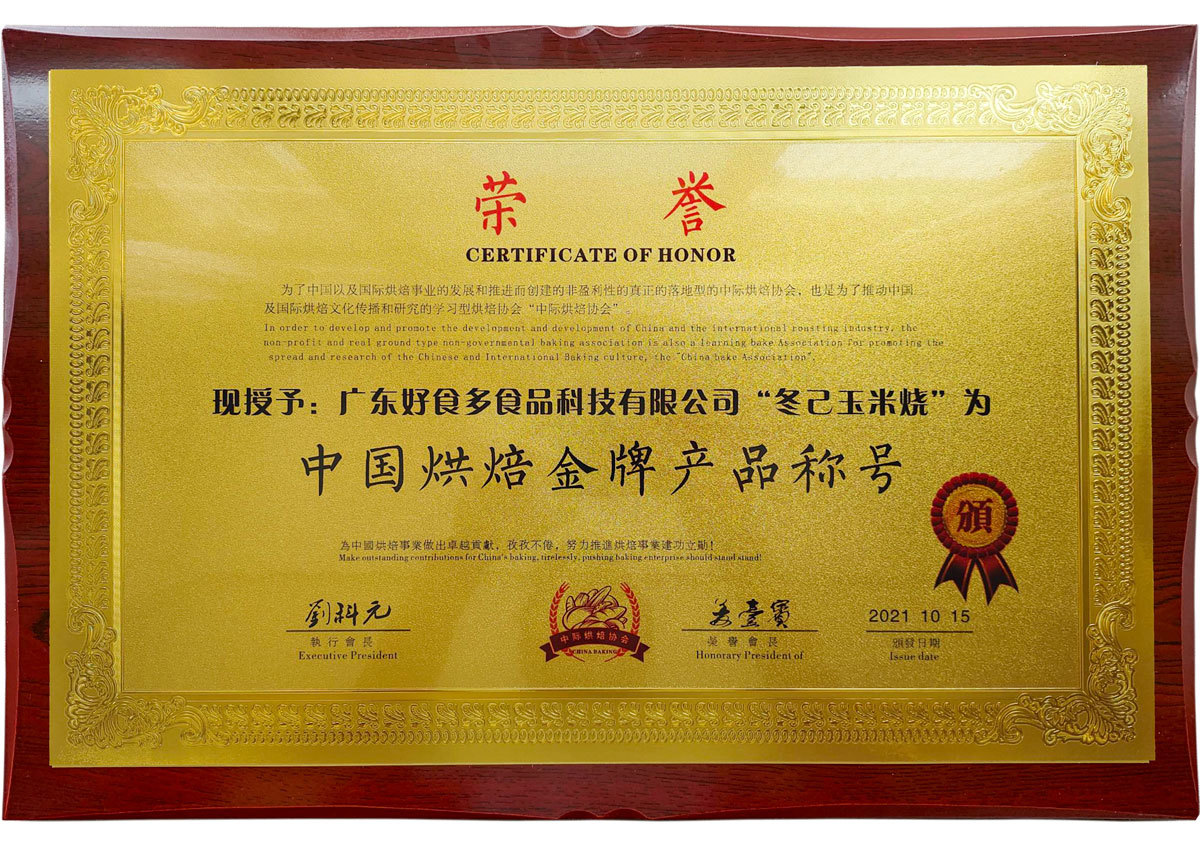 荣 誉
CERTIFICATE OF HONOR
为了中国以及国际烘焙事业的发展和推进而创建的非盈利性的真正的落地型的中际烘焙协会，也是为了推动中国
及国际烘焙文化传播和研究的学习型烘焙协会“中际烘焙协会”。
In order to develop and promote the development and development of China and the international roasting industry, the
non-profit and real ground type non-governmental baking association is also a learning bake Association for promoting the
spread and research of the Chinese and International Baking culture, the "China bake Association".
现授予：广东好食多食品科技有限公司“冬己玉米烧”为
中国烘焙金牌产品称号
頒
為中國烘焙事業做出卓越貢獻，孜孜不倦，努力推進烘焙事業建功立勛！
Make outstanding contributions for China's baking, tirelessly, pushing baking enterprise should stand stand!
劉科元
執行會長
Executive President
中际烘焙协会
CHINA BAKING
榮譽會長
Honorary President of
2021 10 15
頒發日期
Issue date